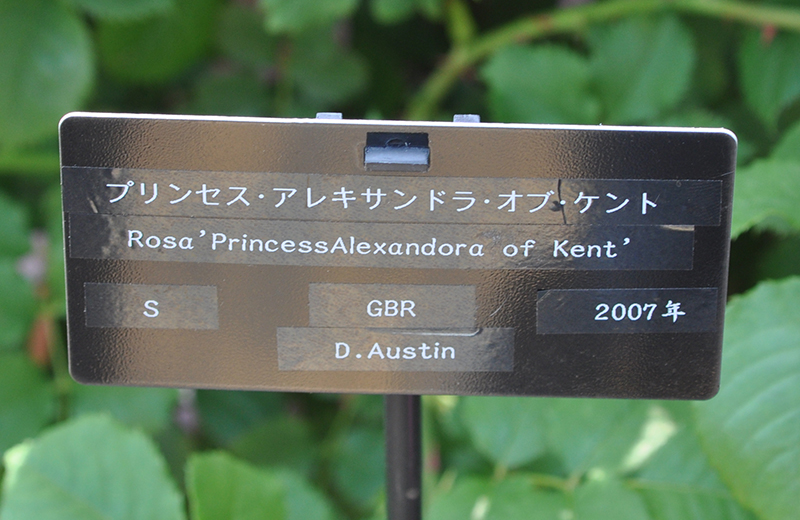 プリンセス・アレキサンドラ・オブ・ケント
Rosa'PrincessAlexandora of Kent'
S GBR 2007年
D.Austin